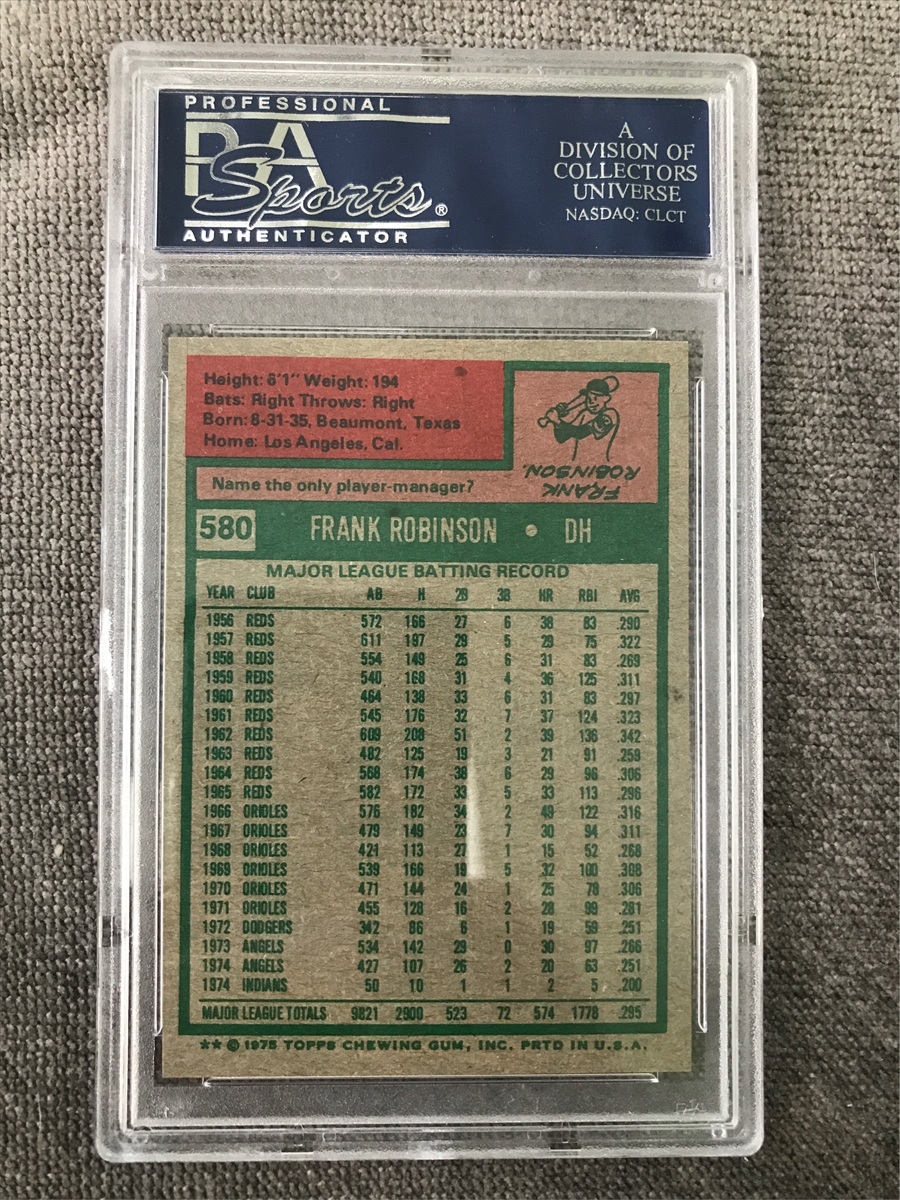 PROFESSIONAL
PSA
Sports®
AUTHENTICATOR
A
DIVISION OF
COLLECTORS
UNIVERSE
NASDAQ: CLCT
Height: 6'1" Weight: 194
Bats: Right Throws: Right
Born: 8-31-35, Beaumont, Texas
Home: Los Angeles, Cal.
Name the only player-manager?
FRANK
ROBINSON.
580 FRANK ROBINSON • DH
MAJOR LEAGUE BATTING RECORD
YEAR CLUB AB H 2B 3B HR RBI AVG
1956 REDS 572 166 27 6 38 83 .290
1957 REDS 611 197 29 5 29 75 .322
1958 REDS 554 149 25 6 31 83 .269
1959 REDS 540 168 31 4 36 125 .311
1960 REDS 464 138 33 6 31 83 .297
1961 REDS 545 176 32 7 37 124 .323
1962 REDS 609 208 51 2 39 136 .342
1963 REDS 482 125 19 3 21 91 .259
1964 REDS 568 174 38 6 29 96 .306
1965 REDS 582 172 33 5 33 113 .296
1966 ORIOLES 576 182 34 2 49 122 .316
1967 ORIOLES 479 149 23 7 30 94 .311
1968 ORIOLES 421 113 27 1 15 52 .268
1969 ORIOLES 539 166 19 5 32 100 .308
1970 ORIOLES 471 144 24 1 25 78 .306
1971 ORIOLES 455 128 16 2 28 99 .281
1972 DODGERS 342 86 6 1 19 59 .251
1973 ANGELS 534 142 29 0 30 97 .266
1974 ANGELS 427 107 26 2 20 63 .251
1974 INDIANS 50 10 1 1 2 5 .200
MAJOR LEAGUE TOTALS 9821 2900 523 72 574 1778 .295
★★ © 1975 TOPPS CHEWING GUM, INC. PRTD IN U.S.A.